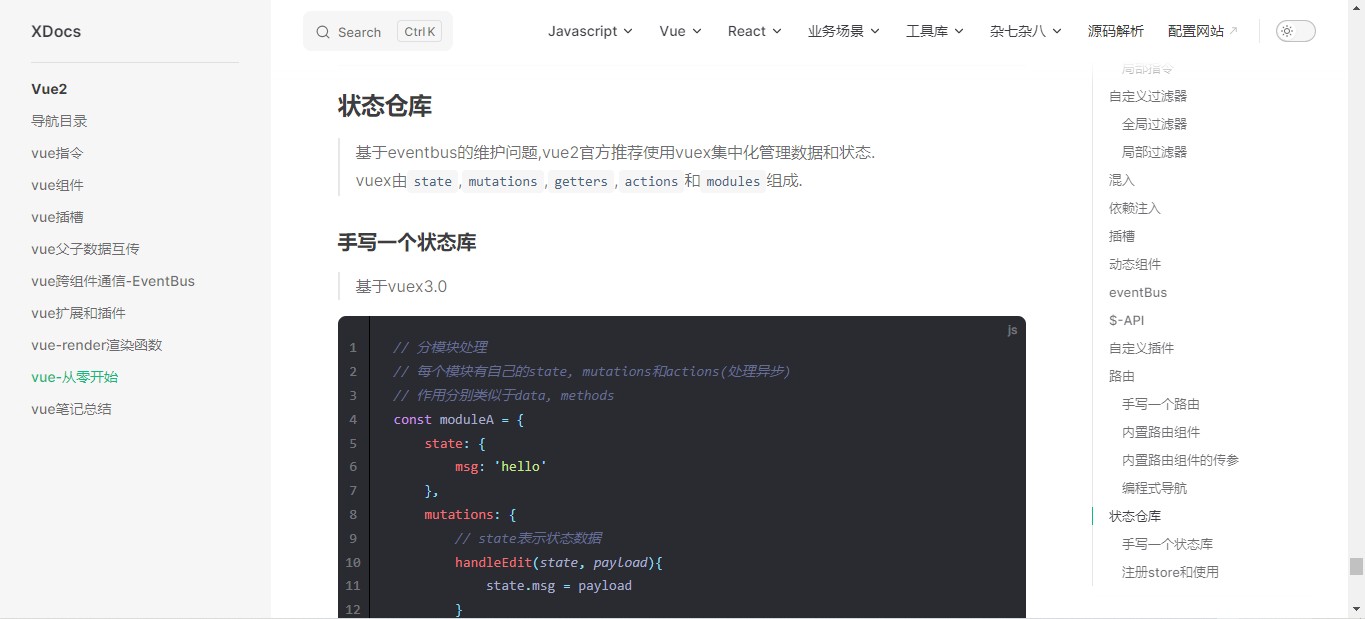 XDocs
Search Ctrl K
Javascript
Vue
React
业务场景
工具库
杂七杂八
源码解析
配置网站
Vue2
导航目录
vue指令
vue组件
vue插槽
vue父子数据互传
vue跨组件通信-EventBus
vue扩展和插件
vue-render渲染函数
vue-从零开始
vue笔记总结
状态仓库
基于eventbus的维护问题,vue2官方推荐使用vuex集中化管理数据和状态.
vuex由 state , mutations , getters , actions 和 modules 组成.
手写一个状态库
基于vuex3.0
js
1 // 分模块处理
2 // 每个模块有自己的state, mutations和actions(处理异步)
3 // 作用分别类似于data, methods
4 const moduleA = {
5 state: {
6 msg: 'hello'
7 },
8 mutations: {
9 // state表示状态数据
10 handleEdit(state, payload){
11 state.msg = payload
12 }
局部指令
自定义过滤器
全局过滤器
局部过滤器
混入
依赖注入
插槽
动态组件
eventBus
$-API
自定义插件
路由
手写一个路由
内置路由组件
内置路由组件的传参
编程式导航
状态仓库
手写一个状态库
注册store和使用